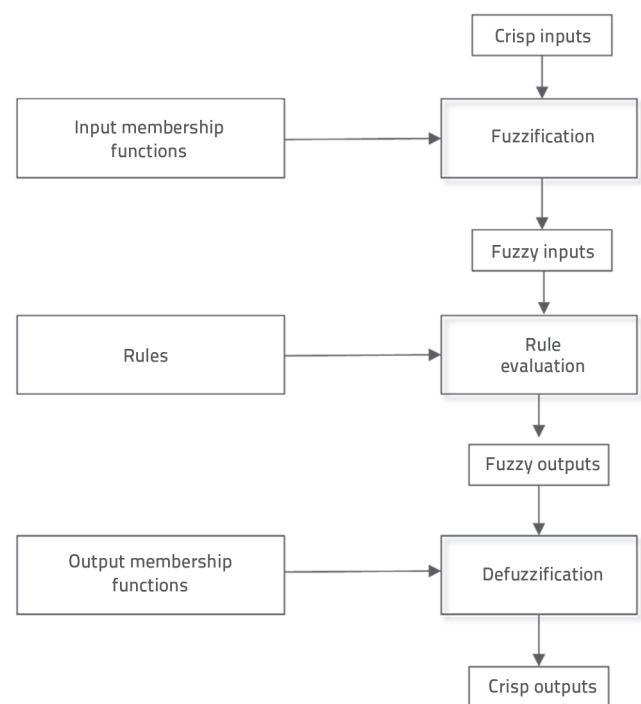 Crisp inputs
Input membership
functions
Fuzzification
Fuzzy inputs
Rules
Rule
evaluation
Fuzzy outputs
Output membership
functions
Defuzzification
Crisp outputs